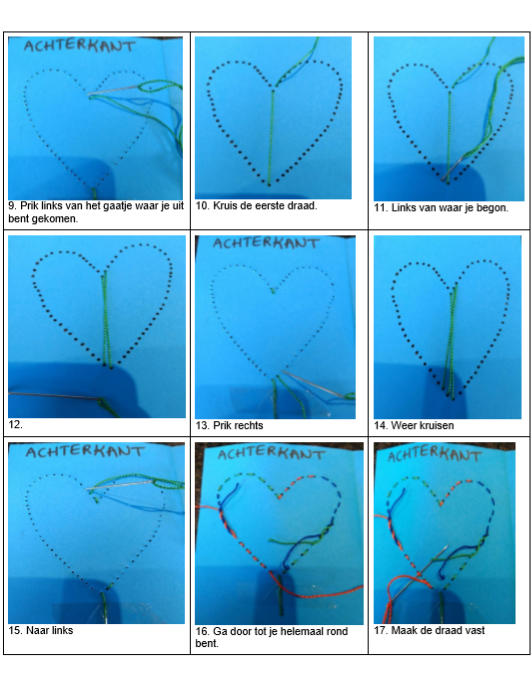 ACHTERKANT
9. Prik links van het gaatje waar je uit
bent gekomen.
10. Kruis de eerste draad.
11. Links van waar je begon.
12.
ACHTERKANT
13. Prik rechts
14. Weer kruisen
ACHTERKANT
15. Naar links
ACHTERKANT
16. Ga door tot je helemaal rond
bent.
ACHTERKANT
17. Maak de draad vast